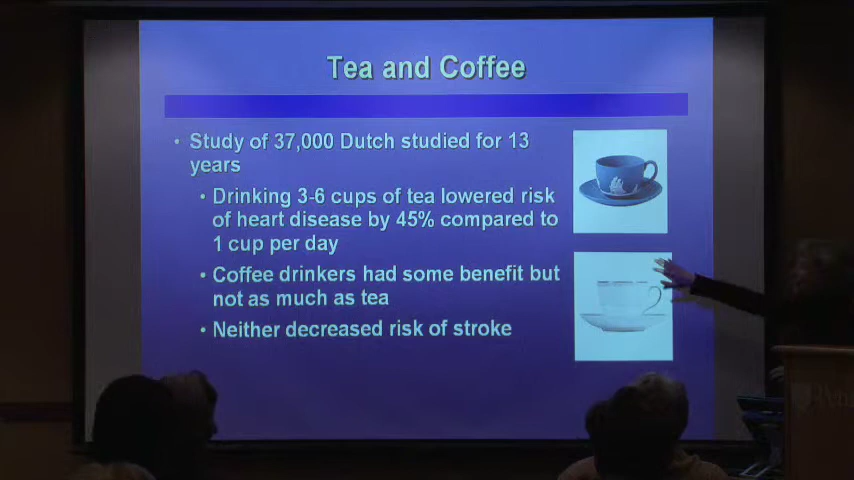 Tea and Coffee
• Study of 37,000 Dutch studied for 13
years
• Drinking 3-6 cups of tea lowered risk
of heart disease by 45% compared to
1 cup per day
• Coffee drinkers had some benefit but
not as much as tea
• Neither decreased risk of stroke